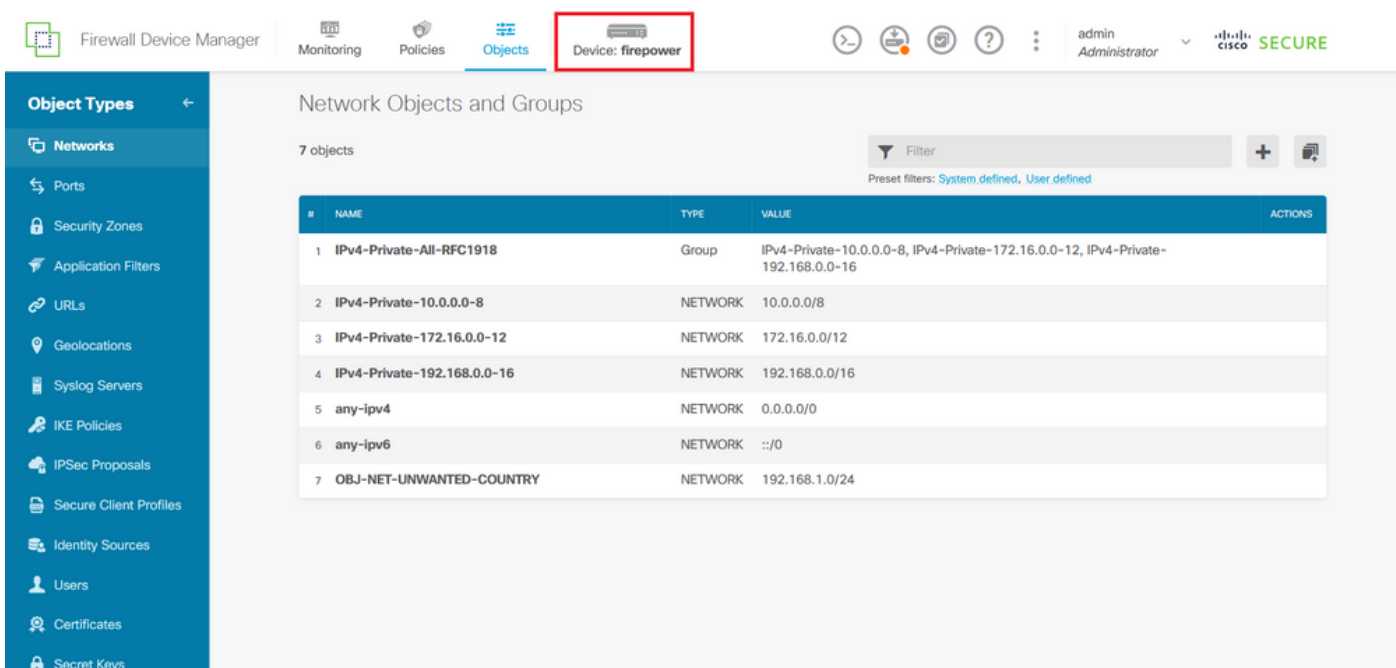 Firewall Device Manager
Monitoring
Policies
Objects
Device: firepower
admin
Administrator
CISCO SECURE
Object Types
Networks
Ports
Security Zones
Application Filters
URLs
Geolocations
Syslog Servers
IKE Policies
IPSec Proposals
Secure Client Profiles
Identity Sources
Users
Certificates
Secret Keys
Network Objects and Groups
7 objects
Filter
Preset filters: System defined, User defined
# NAME TYPE VALUE ACTIONS
1 IPv4-Private-All-RFC1918 Group IPv4-Private-10.0.0.0-8, IPv4-Private-172.16.0.0-12, IPv4-Private-
192.168.0.0-16
2 IPv4-Private-10.0.0.0-8 NETWORK 10.0.0.0/8
3 IPv4-Private-172.16.0.0-12 NETWORK 172.16.0.0/12
4 IPv4-Private-192.168.0.0-16 NETWORK 192.168.0.0/16
5 any-ipv4 NETWORK 0.0.0.0/0
6 any-ipv6 NETWORK ::/0
7 OBJ-NET-UNWANTED-COUNTRY NETWORK 192.168.1.0/24